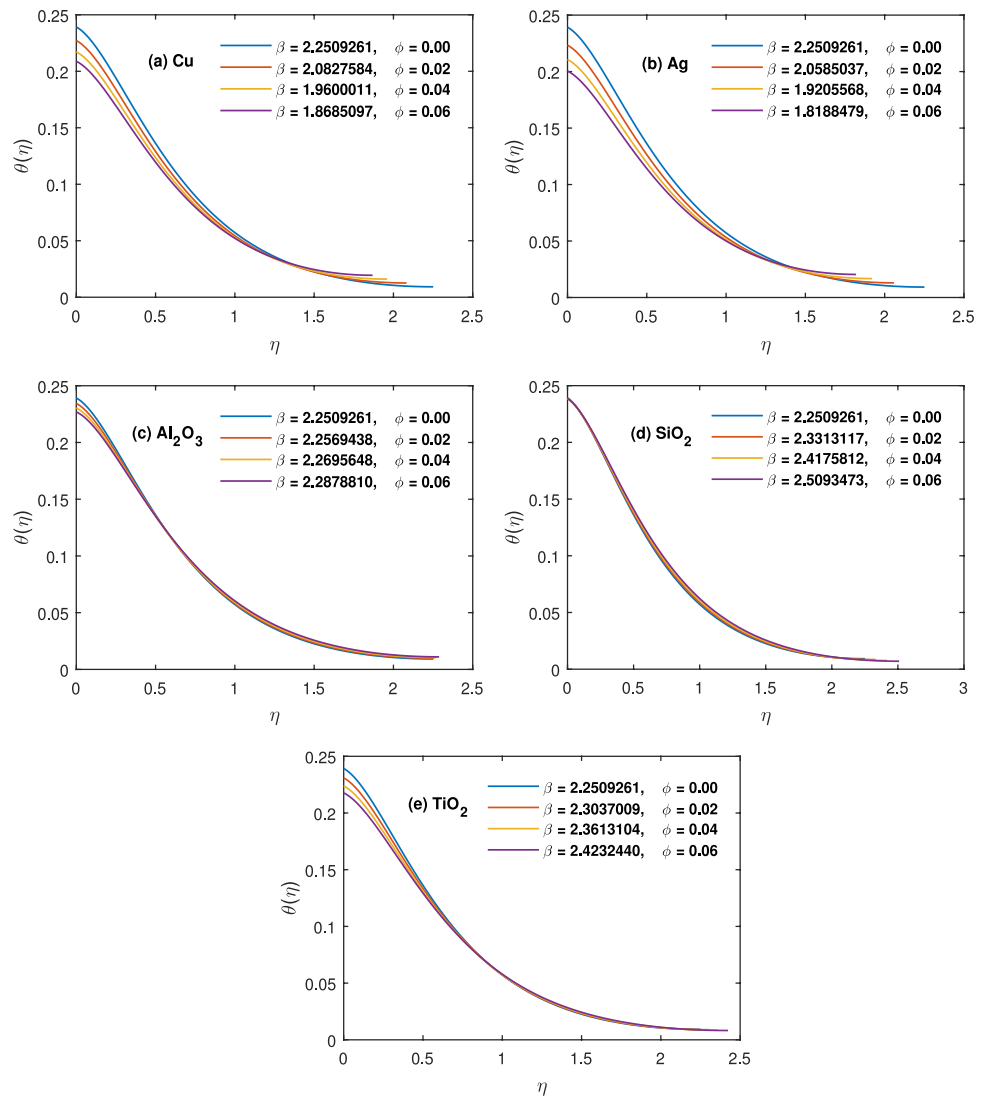 (a) Cu
β = 2.2509261, ϕ = 0.00
β = 2.0827584, ϕ = 0.02
β = 1.9600011, ϕ = 0.04
β = 1.8685097, ϕ = 0.06
0.25
0.2
0.15
0.1
0.05
0
θ(η)
0 0.5 1 1.5 2 2.5
η
(b) Ag
β = 2.2509261, ϕ = 0.00
β = 2.0585037, ϕ = 0.02
β = 1.9205568, ϕ = 0.04
β = 1.8188479, ϕ = 0.06
0.25
0.2
0.15
0.1
0.05
0
θ(η)
0 0.5 1 1.5 2 2.5
η
(c) Al₂O₃
β = 2.2509261, ϕ = 0.00
β = 2.2569438, ϕ = 0.02
β = 2.2695648, ϕ = 0.04
β = 2.2878810, ϕ = 0.06
0.25
0.2
0.15
0.1
0.05
0
θ(η)
0 0.5 1 1.5 2 2.5
η
(d) SiO₂
β = 2.2509261, ϕ = 0.00
β = 2.3313117, ϕ = 0.02
β = 2.4175812, ϕ = 0.04
β = 2.5093473, ϕ = 0.06
0.25
0.2
0.15
0.1
0.05
0
θ(η)
0 0.5 1 1.5 2 2.5 3
η
(e) TiO₂
β = 2.2509261, ϕ = 0.00
β = 2.3037009, ϕ = 0.02
β = 2.3613104, ϕ = 0.04
β = 2.4232440, ϕ = 0.06
0.25
0.2
0.15
0.1
0.05
0
θ(η)
0 0.5 1 1.5 2 2.5
η